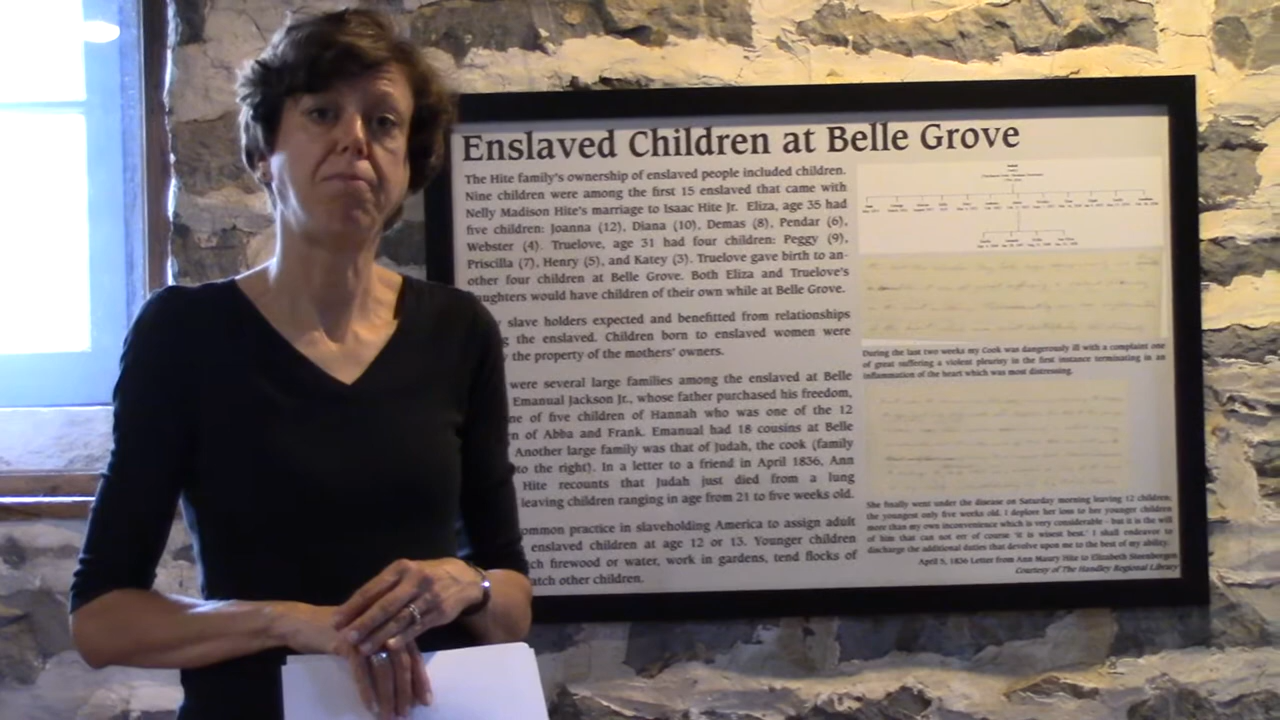 Enslaved Children at Belle Grove
The Hite family's ownership of enslaved people included children.
Nine children were among the first 15 enslaved that came with
Nelly Madison Hite's marriage to Isaac Hite Jr. Eliza, age 35 had
five children: Joanna (12), Diana (10), Demas (8), Pendar (6),
Webster (4). Truelove, age 31 had four children: Peggy (9),
Priscilla (7), Henry (5), and Katey (3). Truelove gave birth to an-
other four children at Belle Grove. Both Eliza and Truelove's
aughters would have children of their own while at Belle Grove.
slave holders expected and benefitted from relationships
g the enslaved. Children born to enslaved women were
the property of the mothers' owners.
were several large families among the enslaved at Belle
Emanual Jackson Jr., whose father purchased his freedom,
ne of five children of Hannah who was one of the 12
n of Abba and Frank. Emanual had 18 cousins at Belle
Another large family was that of Judah, the cook (family
to the right). In a letter to a friend in April 1836, Ann
Hite recounts that Judah just died from a lung
leaving children ranging in age from 21 to five weeks old.
ommon practice in slaveholding America to assign adult
enslaved children at age 12 or 13. Younger children
ch firewood or water, work in gardens, tend flocks of
atch other children.
During the last two weeks my Cook was dangerously ill with a complaint one
of great suffering a violent pleurisy in the first instance terminating in an
inflammation of the heart which was most distressing.
She finally went under the disease on Saturday morning leaving 12 children,
the youngest only five weeks old. I deplore her loss to her younger children
more than my own inconvenience which is very considerable - but it is the will
of him that can not err of course 'it is wisest best.' I shall endeavor to
discharge the additional duties that devolve upon me to the best of my ability.
April 5, 1836 Letter from Ann Maury Hite to Elizabeth Steenbergen
Courtesy of The Handley Regional Library